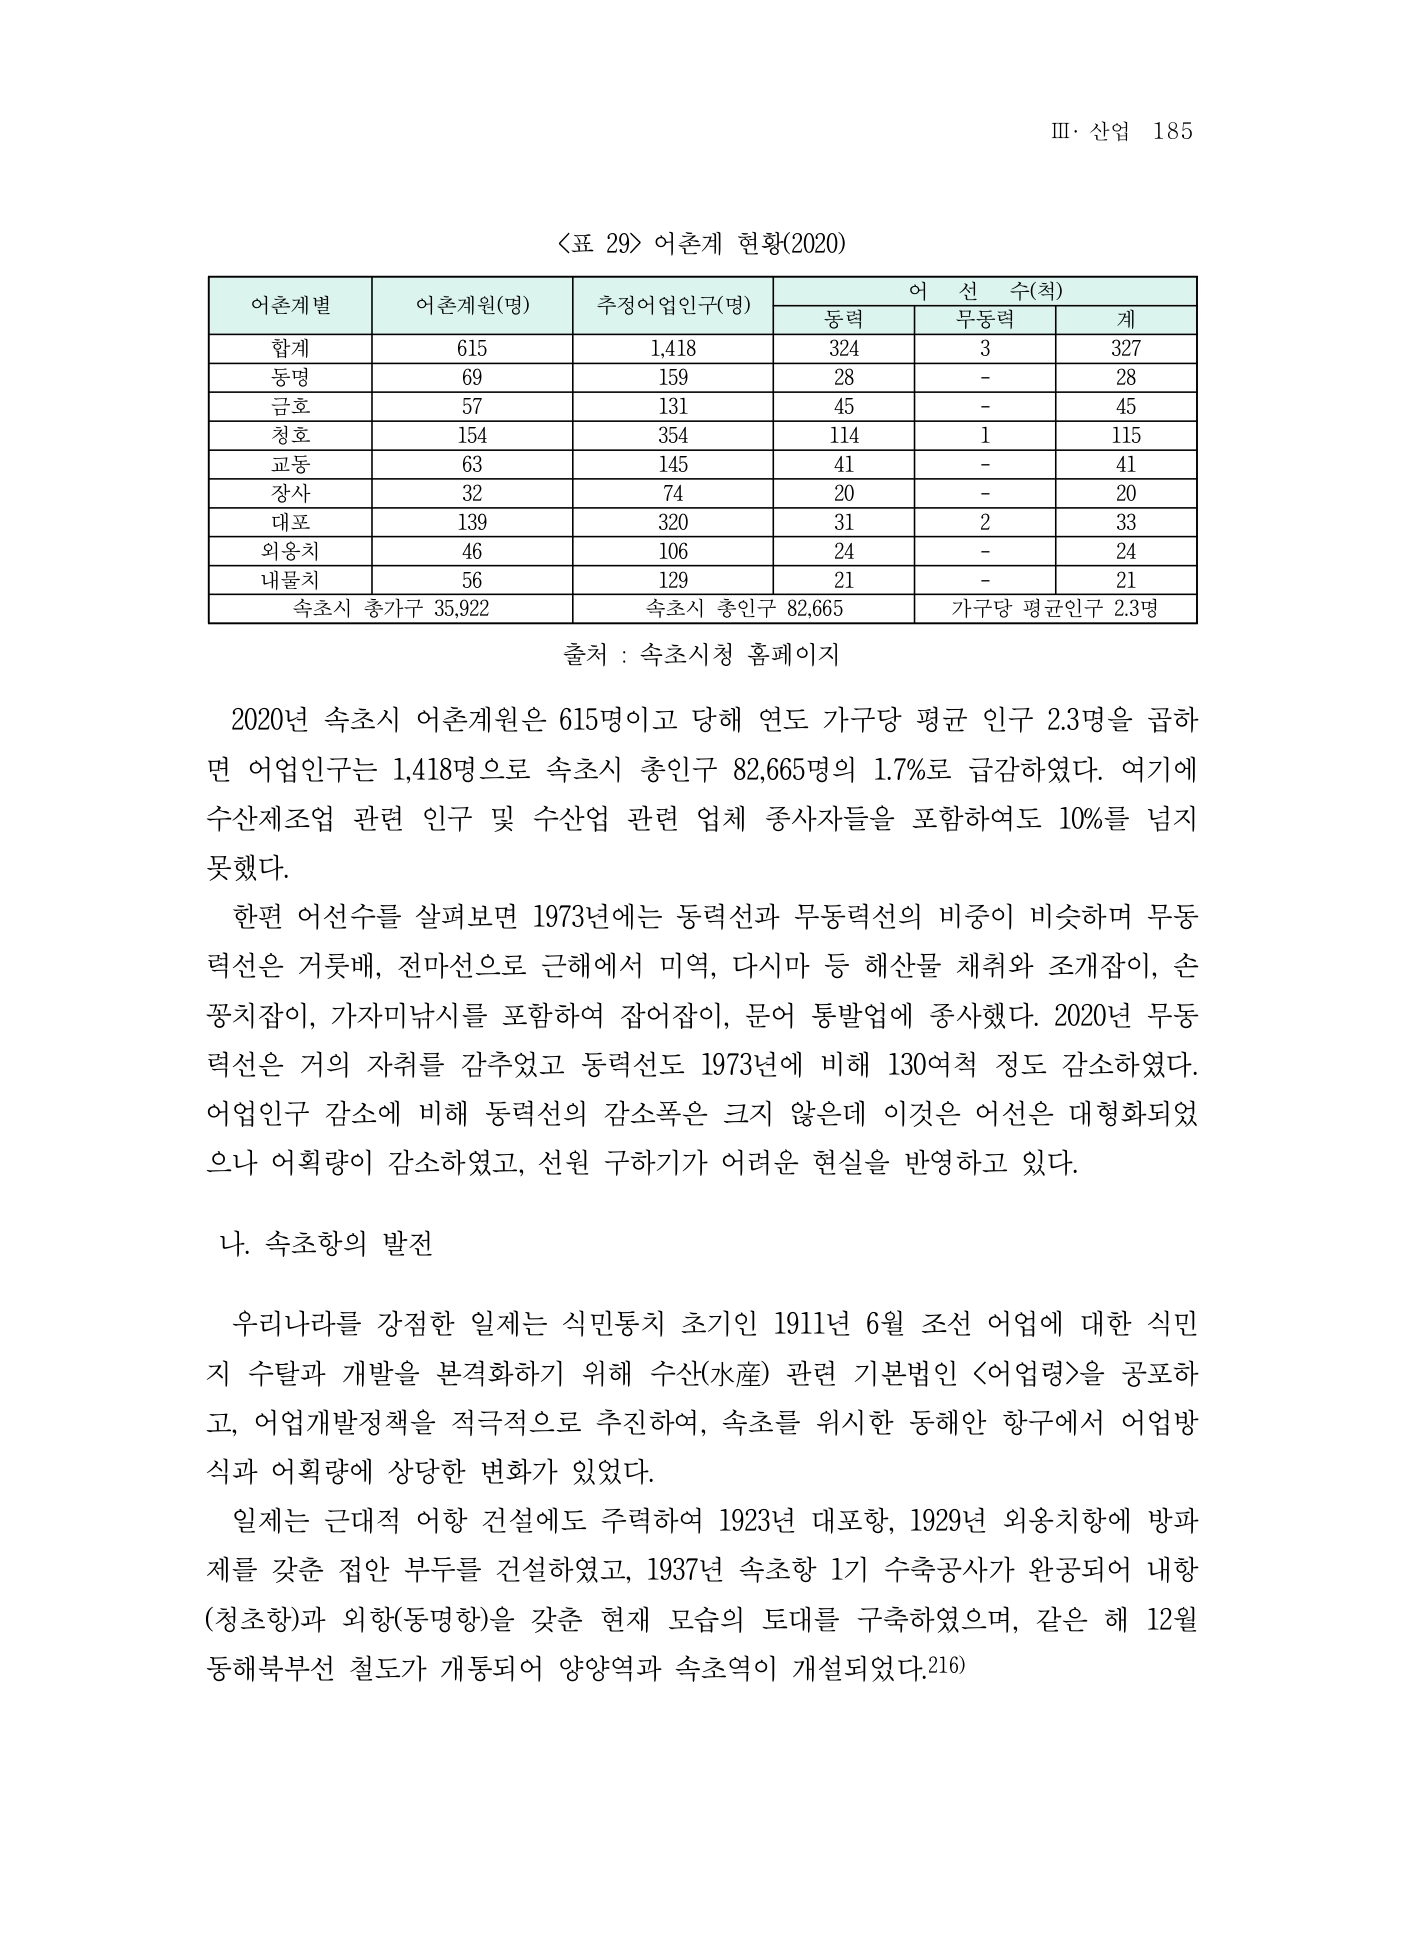 Ⅲ· 산업 185
<표 29> 어촌계 현황(2020)
어촌계별 어촌계원(명) 추정어업인구(명) 어 선 수(척)
동력 무동력 계
합계 615 1,418 324 3 327
동명 69 159 28 - 28
금호 57 131 45 - 45
청호 154 354 114 1 115
교동 63 145 41 - 41
장사 32 74 20 - 20
대포 139 320 31 2 33
외옹치 46 106 24 - 24
내물치 56 129 21 - 21
속초시 총가구 35,922 속초시 총인구 82,665 가구당 평균인구 2.3명
출처 : 속초시청 홈페이지
2020년 속초시 어촌계원은 615명이고 당해 연도 가구당 평균 인구 2.3명을 곱하
면 어업인구는 1,418명으로 속초시 총인구 82,665명의 1.7%로 급감하였다. 여기에
수산제조업 관련 인구 및 수산업 관련 업체 종사자들을 포함하여도 10%를 넘지
못했다.
한편 어선수를 살펴보면 1973년에는 동력선과 무동력선의 비중이 비슷하며 무동
력선은 거룻배, 전마선으로 근해에서 미역, 다시마 등 해산물 채취와 조개잡이, 손
꽁치잡이, 가자미낚시를 포함하여 잡어잡이, 문어 통발업에 종사했다. 2020년 무동
력선은 거의 자취를 감추었고 동력선도 1973년에 비해 130여척 정도 감소하였다.
어업인구 감소에 비해 동력선의 감소폭은 크지 않은데 이것은 어선은 대형화되었
으나 어획량이 감소하였고, 선원 구하기가 어려운 현실을 반영하고 있다.
나. 속초항의 발전
우리나라를 강점한 일제는 식민통치 초기인 1911년 6월 조선 어업에 대한 식민
지 수탈과 개발을 본격화하기 위해 수산(水産) 관련 기본법인 <어업령>을 공포하
고, 어업개발정책을 적극적으로 추진하여, 속초를 위시한 동해안 항구에서 어업방
식과 어획량에 상당한 변화가 있었다.
일제는 근대적 어항 건설에도 주력하여 1923년 대포항, 1929년 외옹치항에 방파
제를 갖춘 접안 부두를 건설하였고, 1937년 속초항 1기 수축공사가 완공되어 내항
(청초항)과 외항(동명항)을 갖춘 현재 모습의 토대를 구축하였으며, 같은 해 12월
동해북부선 철도가 개통되어 양양역과 속초역이 개설되었다.216)